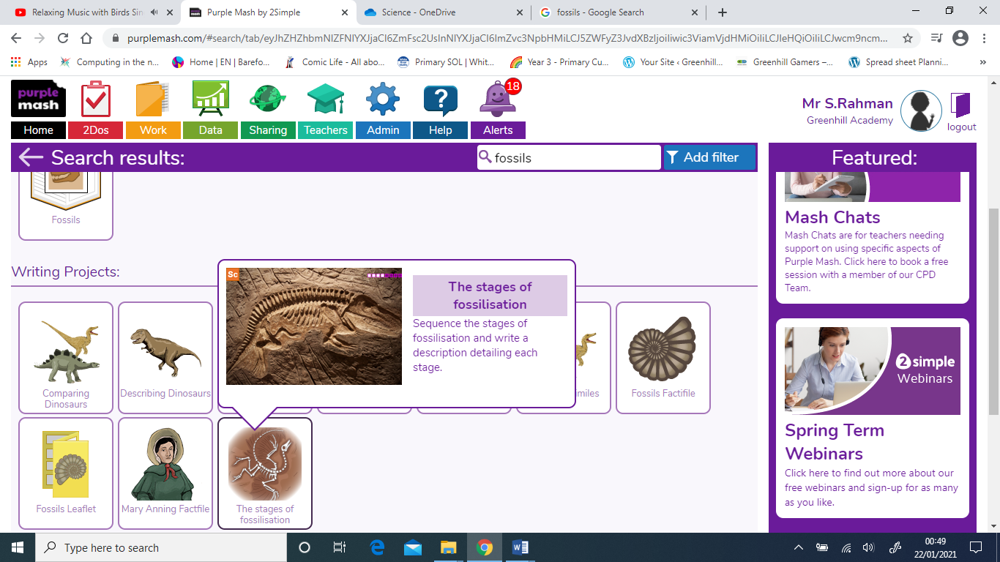 Relaxing Music with Birds Sin
Purple Mash by 2Simple
Science - OneDrive
fossils - Google Search
purplemash.com/#search/tab/eyJhZHZhbmNlZFNlYXJjaCI6ZmFsc2UsInNlYXJjaCI6ImZvc3NpbHMiLCJ5ZWFyZ3JvdXBzIjoiIiwic3ViamVjdHMiOiIiLCJleHQiOiIiLCJwcm9ncm...
Apps
Computing in the n...
Home | EN | Barefo...
Comic Life - All abo...
Primary SOL | Whit...
Year 3 - Primary Cu...
Your Site ‹ Greenhill...
Greenhill Gamers –...
Spread sheet Planni...
»
purple
mash
18
Mr S.Rahman
Greenhill Academy
logout
Home
2Dos
Work
Data
Sharing
Teachers
Admin
Help
Alerts
Search results:
fossils
Add filter
Featured:
Fossils
Mash Chats
Mash Chats are for teachers needing
support on using specific aspects of
Purple Mash. Click here to book a free
session with a member of our CPD
Team.
Writing Projects:
Sc
The stages of
fossilisation
Sequence the stages of
fossilisation and write a
description detailing each
stage.
Comparing
Dinosaurs
Describing Dinosaurs
miles
Fossils Factifile
2simple
Webinars
Spring Term
Webinars
Click here to find out more about our
free webinars and sign-up for as many
as you like.
Fossils Leaflet
Mary Anning Factfile
The stages of
fossilisation
Type here to search
00:49
22/01/2021